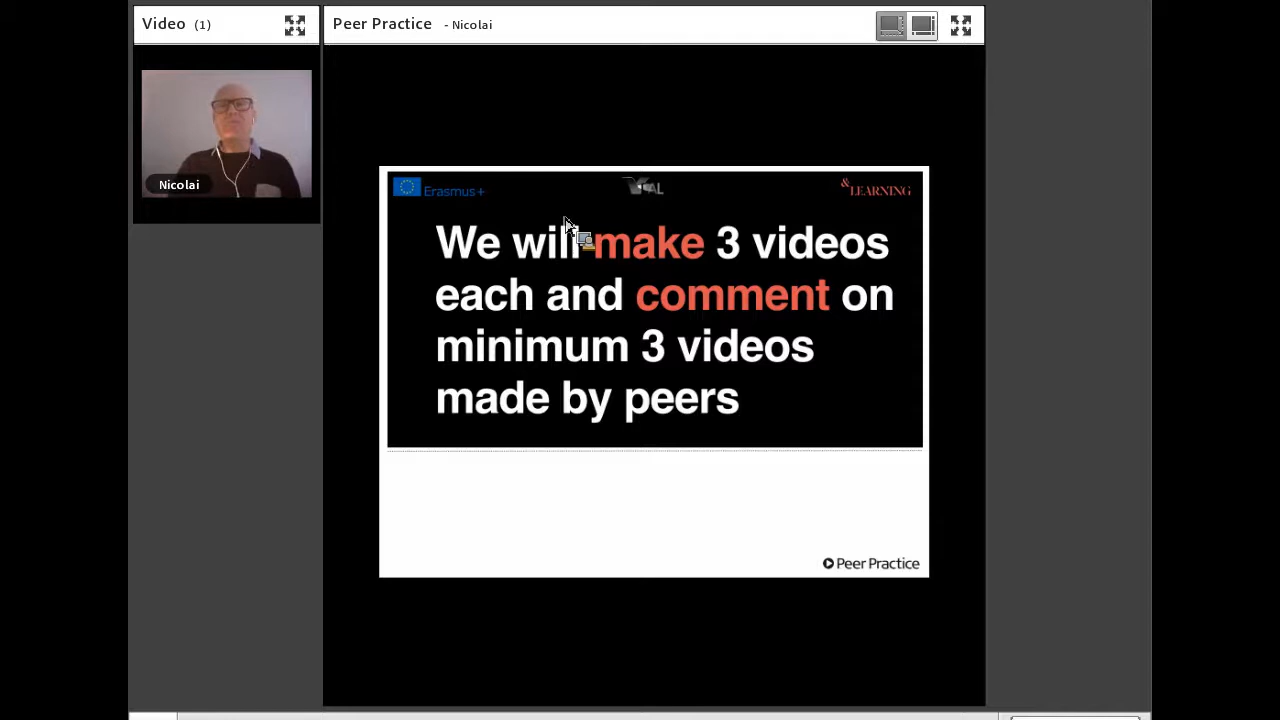 Video (1)
Peer Practice - Nicolai
Nicolai
Erasmus+
&LEARNING
We will make 3 videos
each and comment on
minimum 3 videos
made by peers
Peer Practice